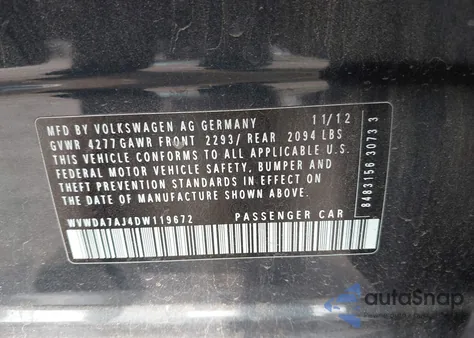 MFD BY VOLKSWAGEN AG GERMANY 11/12
GVWR 4277 GAWR FRONT 2293/ REAR 2094 LBS
THIS VEHICLE CONFORMS TO ALL APPLICABLE U.S.
FEDERAL MOTOR VEHICLE SAFETY, BUMPER AND
THEFT PREVENTION STANDARDS IN EFFECT ON THE
DATE OF MANUFACTURE SHOWN ABOVE.
WVWDA7AJ4DW119672 PASSENGER CAR
8483156 3073 3
autoSnap